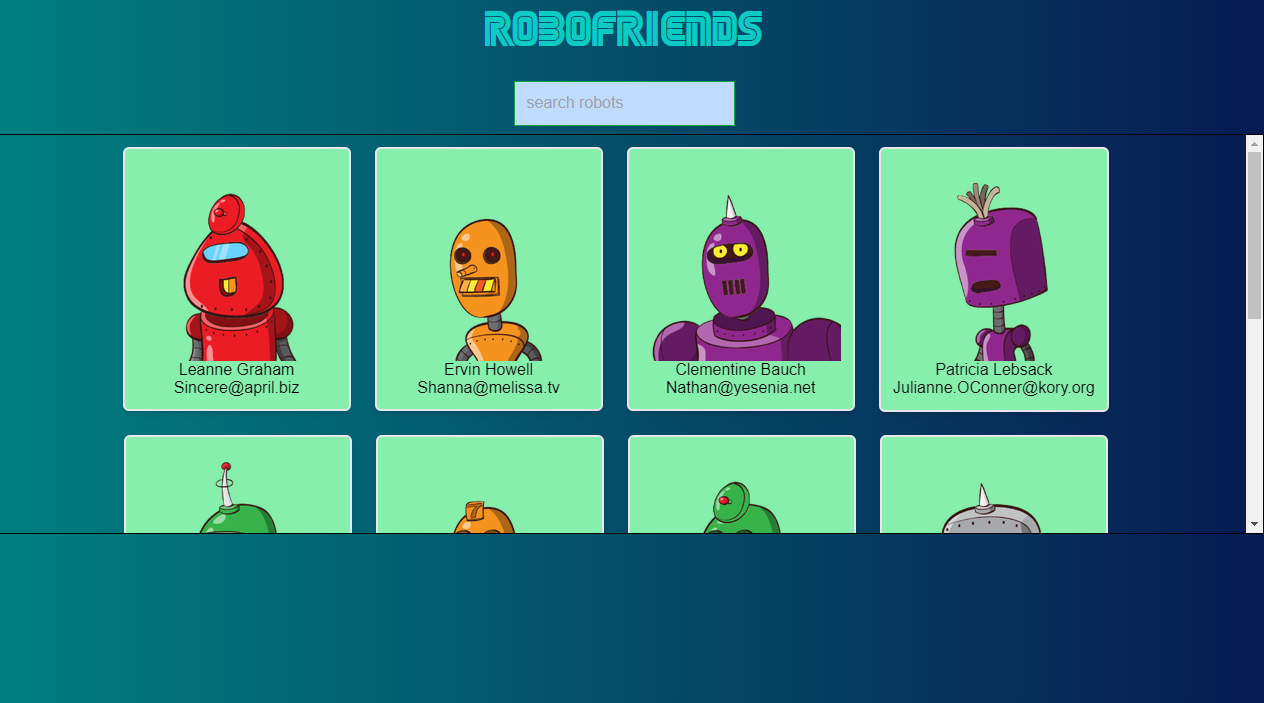 ROBOFRIENDS
search robots
Leanne Graham
Sincere@april.biz
Ervin Howell
Shanna@melissa.tv
Clementine Bauch
Nathan@yesenia.net
Patricia Lebsack
Julianne.OConner@kory.org
7